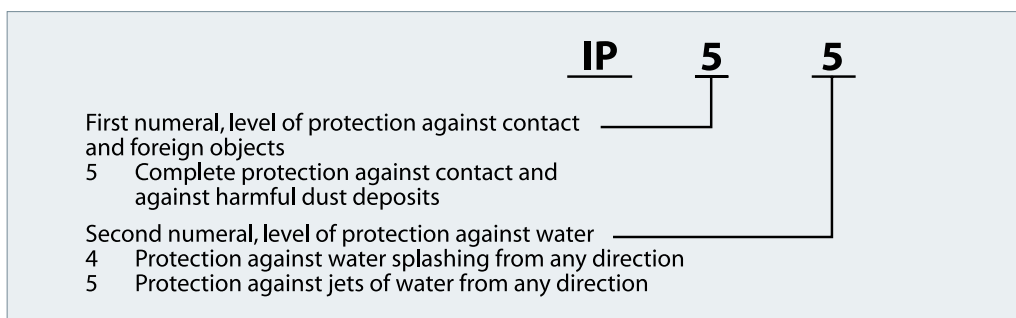 IP 5 5
First numeral, level of protection against contact
and foreign objects
5 Complete protection against contact and
against harmful dust deposits
Second numeral, level of protection against water
4 Protection against water splashing from any direction
5 Protection against jets of water from any direction